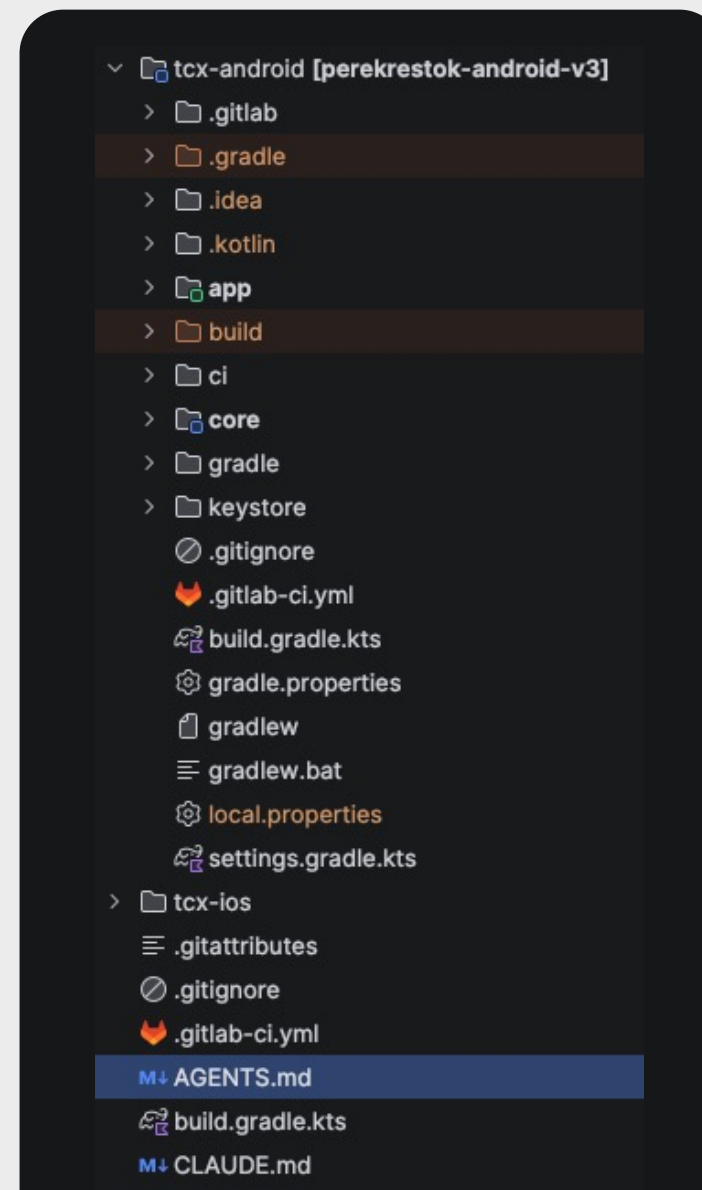 tcx-android [perekrestok-android-v3]
.gitlab
.gradle
.idea
.kotlin
app
build
ci
core
gradle
keystore
.gitignore
.gitlab-ci.yml
build.gradle.kts
gradle.properties
gradlew
gradlew.bat
local.properties
settings.gradle.kts
tcx-ios
.gitattributes
.gitignore
.gitlab-ci.yml
M↓ AGENTS.md
build.gradle.kts
M↓ CLAUDE.md